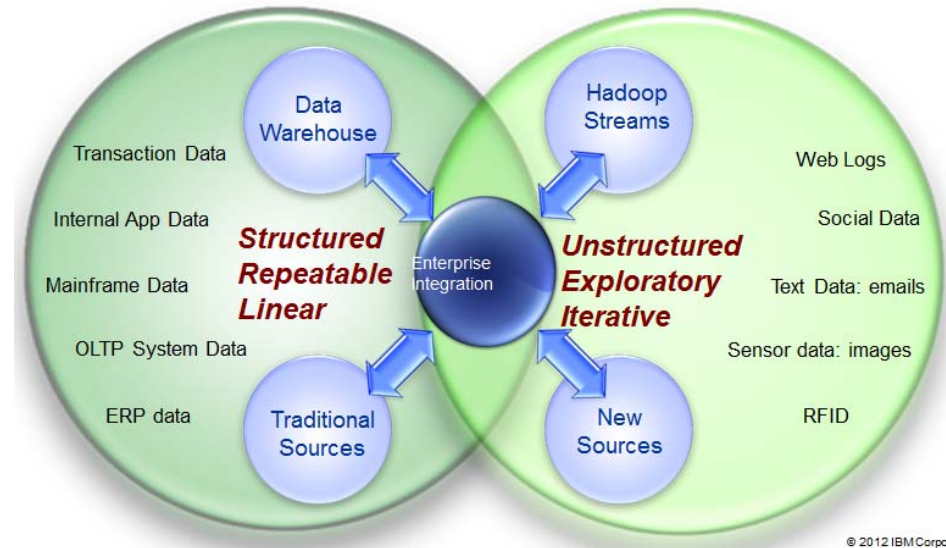 Data
Warehouse
Hadoop
Streams
Transaction Data
Internal App Data
Mainframe Data
OLTP System Data
ERP data
Structured
Repeatable
Linear
Enterprise
Integration
Unstructured
Exploratory
Iterative
Web Logs
Social Data
Text Data: emails
Sensor data: images
RFID
Traditional
Sources
New
Sources
© 2012 IBM Corpo